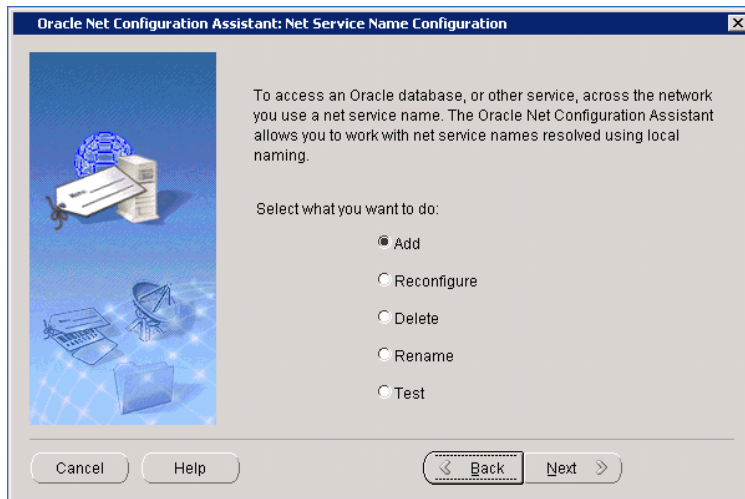 Oracle Net Configuration Assistant: Net Service Name Configuration
To access an Oracle database, or other service, across the network
you use a net service name. The Oracle Net Configuration Assistant
allows you to work with net service names resolved using local
naming.
Select what you want to do:
Add
Reconfigure
Delete
Rename
Test
Cancel
Help
Back
Next